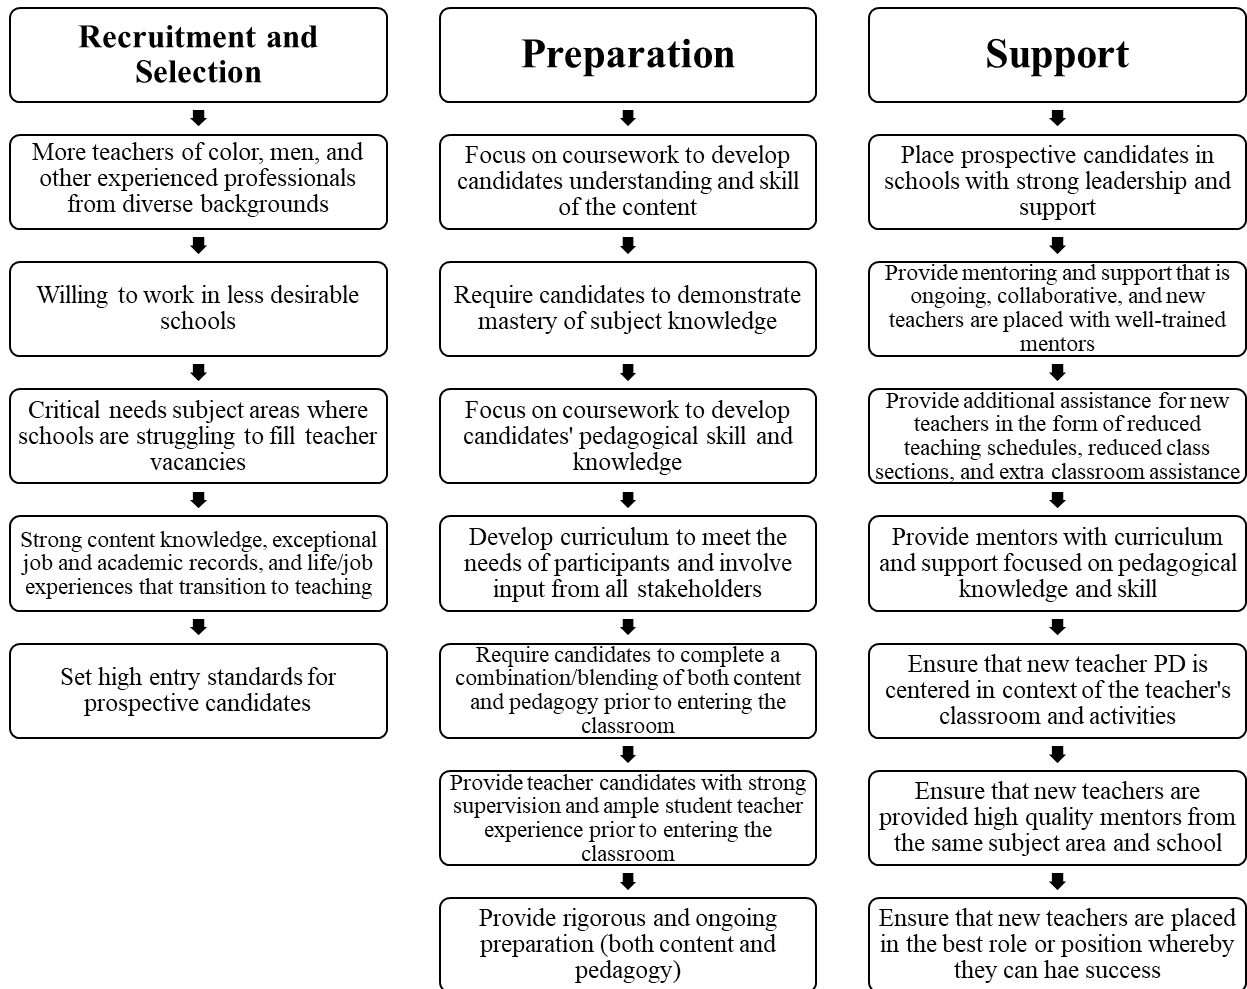 Recruitment and
Selection
More teachers of color, men, and
other experienced professionals
from diverse backgrounds
Willing to work in less desirable
schools
Critical needs subject areas where
schools are struggling to fill teacher
vacancies
Strong content knowledge, exceptional
job and academic records, and life/job
experiences that transition to teaching
Set high entry standards for
prospective candidates
Preparation
Focus on coursework to develop
candidates understanding and skill
of the content
Require candidates to demonstrate
mastery of subject knowledge
Focus on coursework to develop
candidates' pedagogical skill and
knowledge
Develop curriculum to meet the
needs of participants and involve
input from all stakeholders
Require candidates to complete a
combination/blending of both content
and pedagogy prior to entering the
classroom
Provide teacher candidates with strong
supervision and ample student teacher
experience prior to entering the
classroom
Provide rigorous and ongoing
preparation (both content and
pedagogy)
Support
Place prospective candidates in
schools with strong leadership and
support
Provide mentoring and support that is
ongoing, collaborative, and new
teachers are placed with well-trained
mentors
Provide additional assistance for new
teachers in the form of reduced
teaching schedules, reduced class
sections, and extra classroom assistance
Provide mentors with curriculum
and support focused on pedagogical
knowledge and skill
Ensure that new teacher PD is
centered in context of the teacher's
classroom and activities
Ensure that new teachers are
provided high quality mentors from
the same subject area and school
Ensure that new teachers are placed
in the best role or position whereby
they can hae success